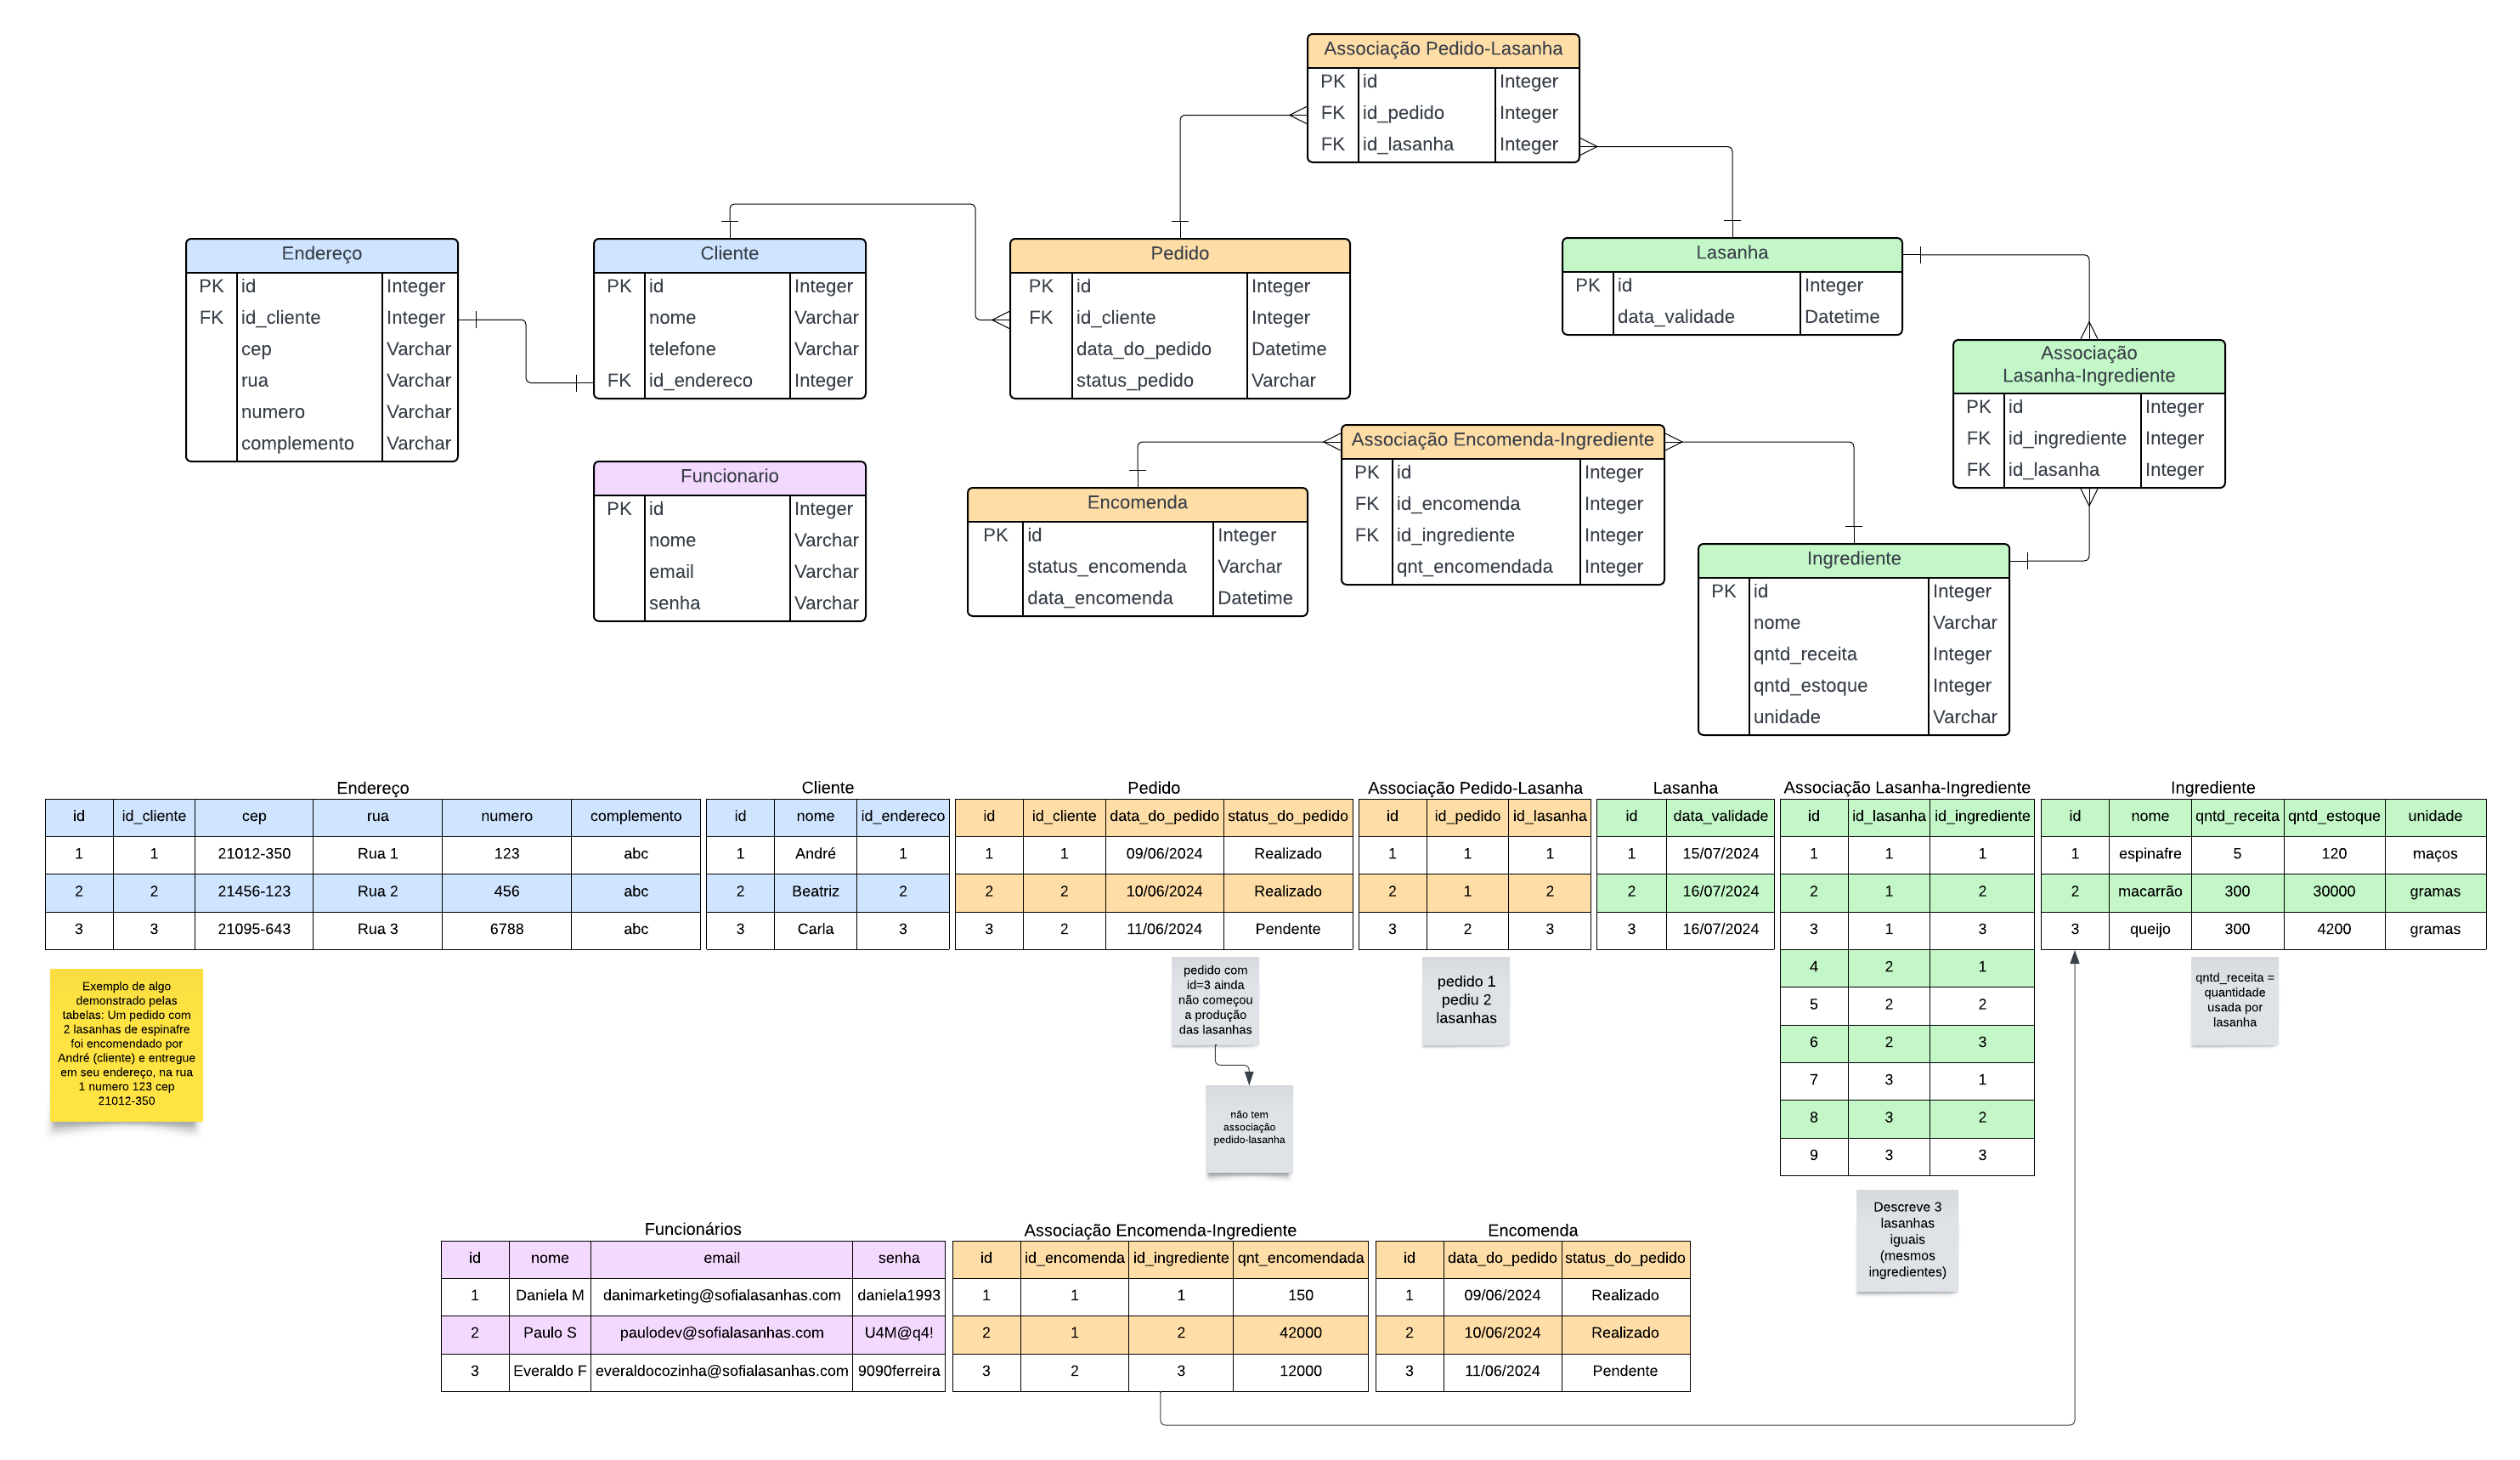 Associação Pedido-Lasanha
PK id Integer
FK id_pedido Integer
FK id_lasanha Integer
Endereço
PK id Integer
FK id_cliente Integer
cep Varchar
rua Varchar
numero Varchar
complemento Varchar
Cliente
PK id Integer
nome Varchar
telefone Varchar
FK id_endereco Integer
Pedido
PK id Integer
FK id_cliente Integer
data_do_pedido Datetime
status_pedido Varchar
Lasanha
PK id Integer
data_validade Datetime
Associação
Lasanha-Ingrediente
PK id Integer
FK id_ingrediente Integer
FK id_lasanha Integer
Funcionario
PK id Integer
nome Varchar
email Varchar
senha Varchar
Encomenda
PK id Integer
status_encomenda Varchar
data_encomenda Datetime
Associação Encomenda-Ingrediente
PK id Integer
FK id_encomenda Integer
FK id_ingrediente Integer
qnt_encomendada Integer
Ingrediente
PK id Integer
nome Varchar
qntd_receita Integer
qntd_estoque Integer
unidade Varchar
Endereço
id id_cliente cep rua numero complemento
1 1 21012-350 Rua 1 123 abc
2 2 21456-123 Rua 2 456 abc
3 3 21095-643 Rua 3 6788 abc
Cliente
id nome id_endereco
1 André 1
2 Beatriz 2
3 Carla 3
Pedido
id id_cliente data_do_pedido status_do_pedido
1 1 09/06/2024 Realizado
2 2 10/06/2024 Realizado
3 2 11/06/2024 Pendente
Associação Pedido-Lasanha
id id_pedido id_lasanha
1 1 1
2 1 2
3 2 3
Lasanha
id data_validade
1 15/07/2024
2 16/07/2024
3 16/07/2024
Associação Lasanha-Ingrediente
id id_lasanha id_ingrediente
1 1 1
2 1 2
3 1 3
4 2 1
5 2 2
6 2 3
7 3 1
8 3 2
9 3 3
Ingrediente
id nome qntd_receita qntd_estoque unidade
1 espinafre 5 120 maços
2 macarrão 300 30000 gramas
3 queijo 300 4200 gramas
Exemplo de algo
demonstrado pelas
tabelas: Um pedido com
2 lasanhas de espinafre
foi encomendado por
André (cliente) e entregue
em seu endereço, na rua
1 numero 123 cep
21012-350
pedido com
id=3 ainda
não começou
a produção
das lasanhas
não tem
associação
pedido-lasanha
pedido 1
pediu 2
lasanhas
qntd_receita =
quantidade
usada por
lasanha
Descreve 3
lasanhas
iguais
(mesmos
ingredientes)
Funcionários
id nome email senha
1 Daniela M danimarketing@sofialasanhas.com daniela1993
2 Paulo S paulodev@sofialasanhas.com U4M@q4!
3 Everaldo F everaldocozinha@sofialasanhas.com 9090ferreira
Associação Encomenda-Ingrediente
id id_encomenda id_ingrediente qnt_encomendada
1 1 1 150
2 1 2 42000
3 2 3 12000
Encomenda
id data_do_pedido status_do_pedido
1 09/06/2024 Realizado
2 10/06/2024 Realizado
3 11/06/2024 Pendente